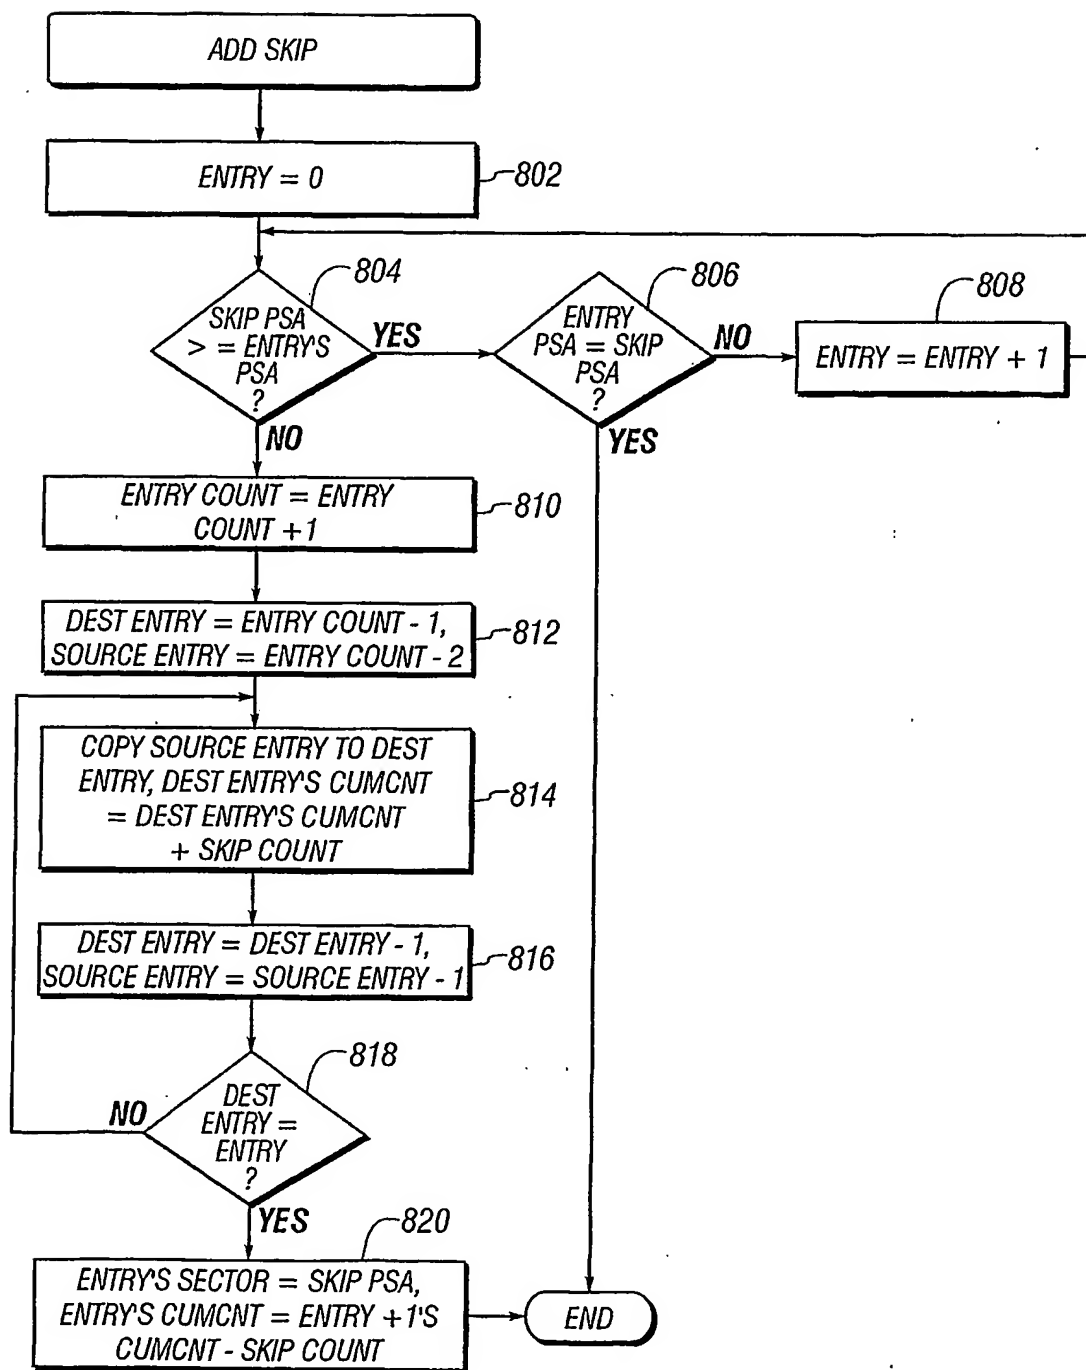 ADD SKIP
ENTRY = 0
802
804
SKIP PSA
> = ENTRY'S
PSA
?
YES
NO
806
ENTRY
PSA = SKIP
PSA
?
NO
YES
808
ENTRY = ENTRY + 1
ENTRY COUNT = ENTRY
COUNT +1
810
DEST ENTRY = ENTRY COUNT - 1,
SOURCE ENTRY = ENTRY COUNT - 2
812
COPY SOURCE ENTRY TO DEST
ENTRY, DEST ENTRY'S CUMCNT
= DEST ENTRY'S CUMCNT
+ SKIP COUNT
814
DEST ENTRY = DEST ENTRY - 1,
SOURCE ENTRY = SOURCE ENTRY - 1
816
818
DEST
ENTRY =
ENTRY
?
NO
YES
820
ENTRY'S SECTOR = SKIP PSA,
ENTRY'S CUMCNT = ENTRY +1'S
CUMCNT - SKIP COUNT
END